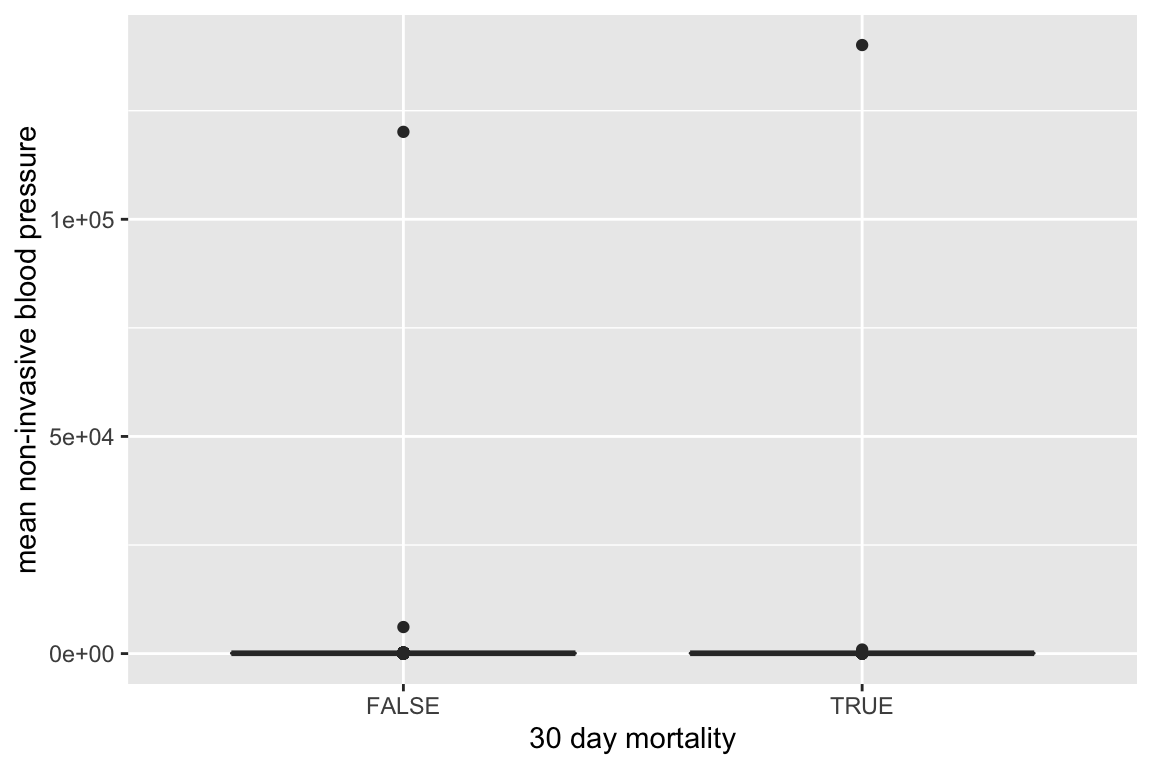 mean non-invasive blood pressure
1e+05
5e+04
0e+00
FALSE
TRUE
30 day mortality